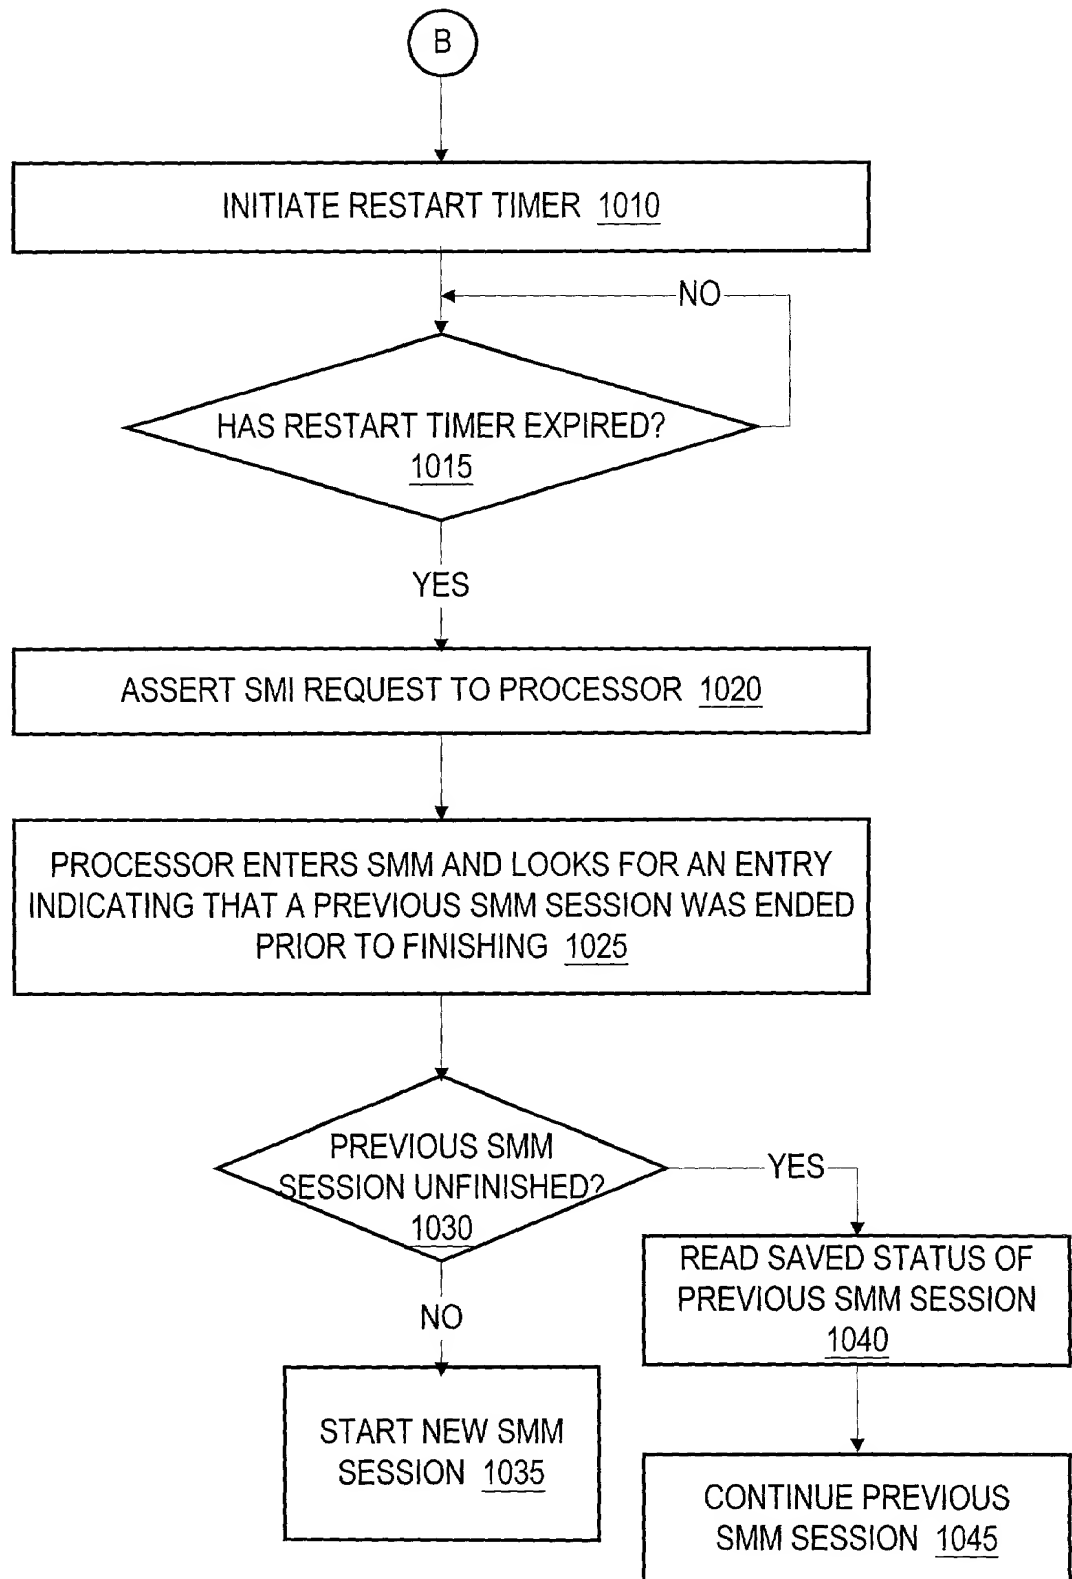 B
INITIATE RESTART TIMER 1010
NO
HAS RESTART TIMER EXPIRED?
1015
YES
ASSERT SMI REQUEST TO PROCESSOR 1020
PROCESSOR ENTERS SMM AND LOOKS FOR AN ENTRY
INDICATING THAT A PREVIOUS SMM SESSION WAS ENDED
PRIOR TO FINISHING 1025
PREVIOUS SMM
SESSION UNFINISHED?
1030
YES
READ SAVED STATUS OF
PREVIOUS SMM SESSION
1040
NO
START NEW SMM
SESSION 1035
CONTINUE PREVIOUS
SMM SESSION 1045